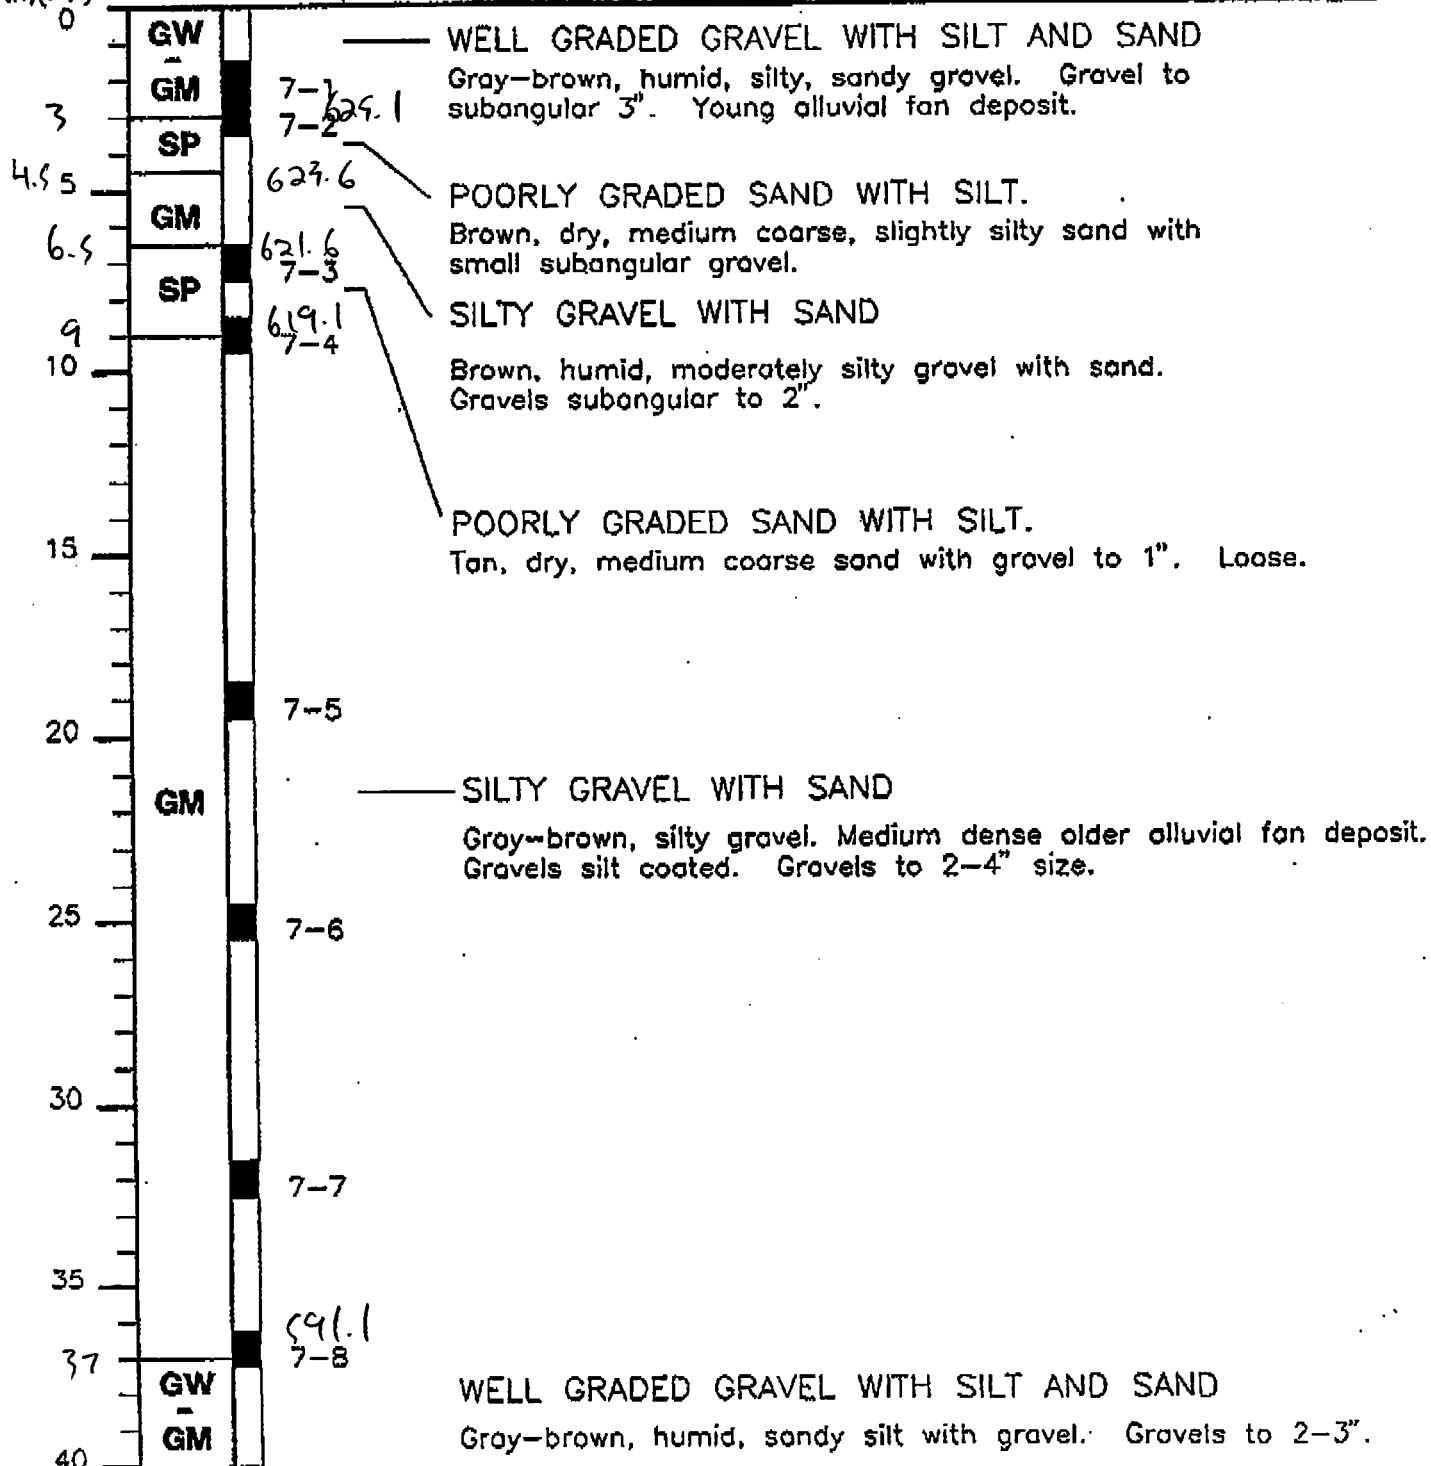 0
GW
-
GM
WELL GRADED GRAVEL WITH SILT AND SAND
Gray-brown, humid, silty, sandy gravel. Gravel to
subangular 3". Young alluvial fan deposit.
7-1
625.1
7-2
3
SP
4.5
5
623.6
POORLY GRADED SAND WITH SILT.
Brown, dry, medium coarse, slightly silty sand with
small subangular gravel.
GM
6.5
621.6
7-3
SP
SILTY GRAVEL WITH SAND
Brown, humid, moderately silty gravel with sand.
Gravels subangular to 2".
9
619.1
7-4
10
POORLY GRADED SAND WITH SILT.
Tan, dry, medium coarse sand with gravel to 1". Loose.
15
7-5
20
GM
SILTY GRAVEL WITH SAND
Gray-brown, silty gravel. Medium dense older alluvial fan deposit.
Gravels silt coated. Gravels to 2-4" size.
25
7-6
30
7-7
35
591.1
7-8
37
GW
-
GM
WELL GRADED GRAVEL WITH SILT AND SAND
Gray-brown, humid, sandy silt with gravel. Gravels to 2-3".
40